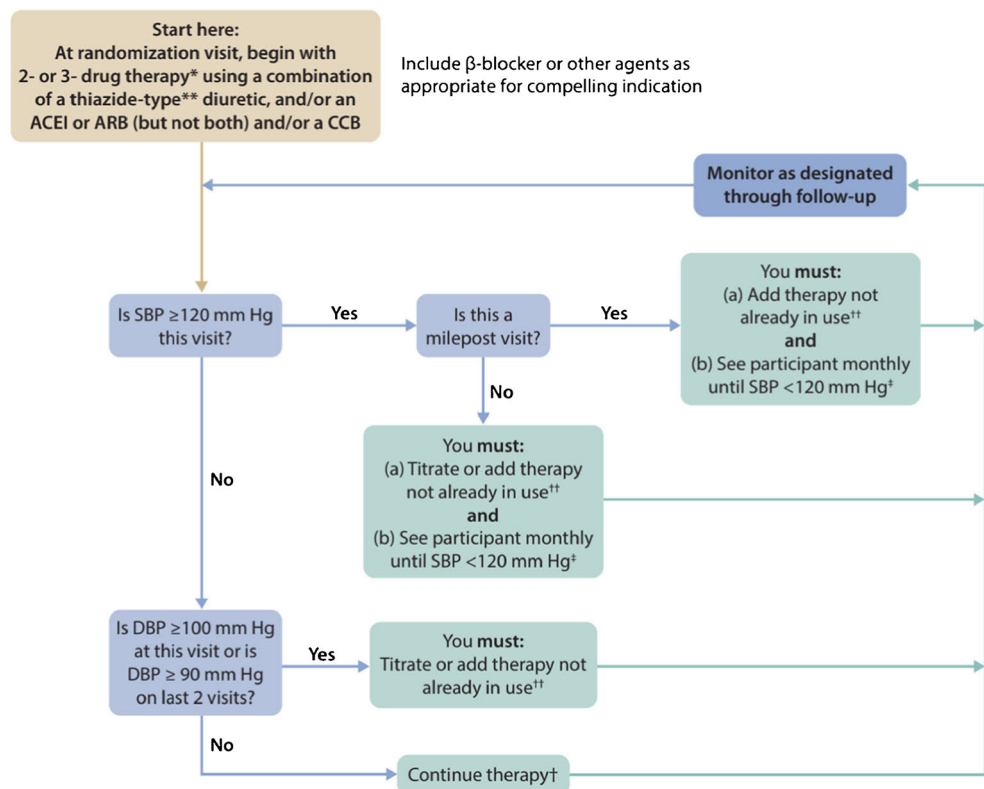 Start here:
At randomization visit, begin with
2- or 3- drug therapy* using a combination
of a thiazide-type** diuretic, and/or an
ACEI or ARB (but not both) and/or a CCB
Include β-blocker or other agents as
appropriate for compelling indication
Monitor as designated
through follow-up
Is SBP ≥120 mm Hg
this visit?
Yes
Is this a
milepost visit?
Yes
You must:
(a) Add therapy not
already in use††
and
(b) See participant monthly
until SBP <120 mm Hg‡
No
You must:
(a) Titrate or add therapy
not already in use††
and
(b) See participant monthly
until SBP <120 mm Hg‡
No
Is DBP ≥100 mm Hg
at this visit or is
DBP ≥ 90 mm Hg
on last 2 visits?
Yes
You must:
Titrate or add therapy not
already in use††
No
Continue therapy†